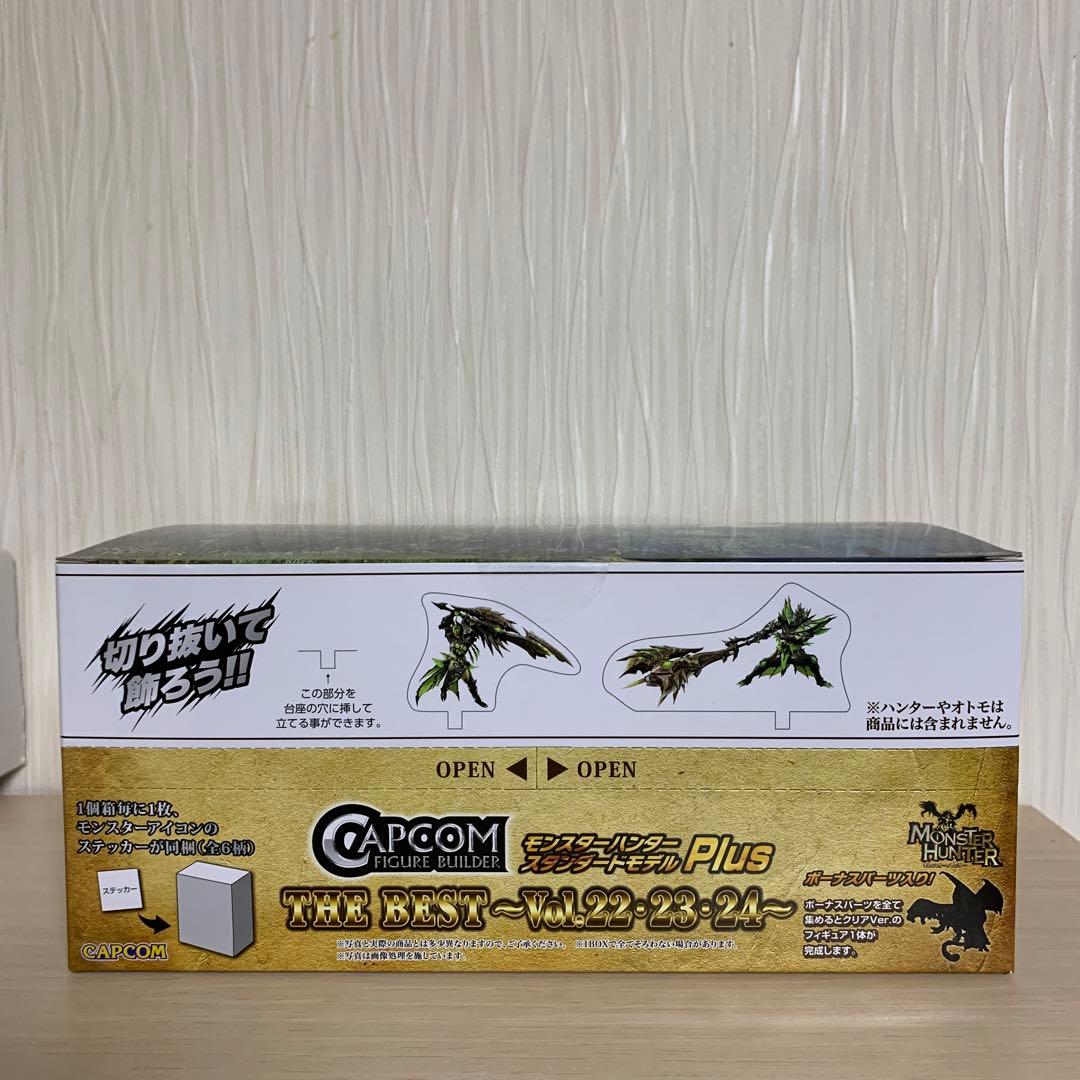 切り抜いて
飾ろう!!
この部分を
台座の穴に挿して
立てる事ができます。
※ハンターやオトモは
商品には含まれません。
OPEN ◀ ▶ OPEN
1個箱毎に1枚、
モンスターアイコンの
ステッカーが同梱(全6柄)
ステッカー
CAPCOM
CAPCOM
FIGURE BUILDER
モンスターハンター
スタンダードモデル Plus
THE BEST ～Vol.22・23・24～
※写真と実際の商品とは多少異なりますので、ご了承ください。 ※1BOXで全てそろわない場合があります。
※写真は画像処理を施しています。
MONSTER
HUNTER
ボーナスパーツ入り!
ボーナスパーツを全て
集めるとクリアVer.の
フィギュア1体が
完成します。